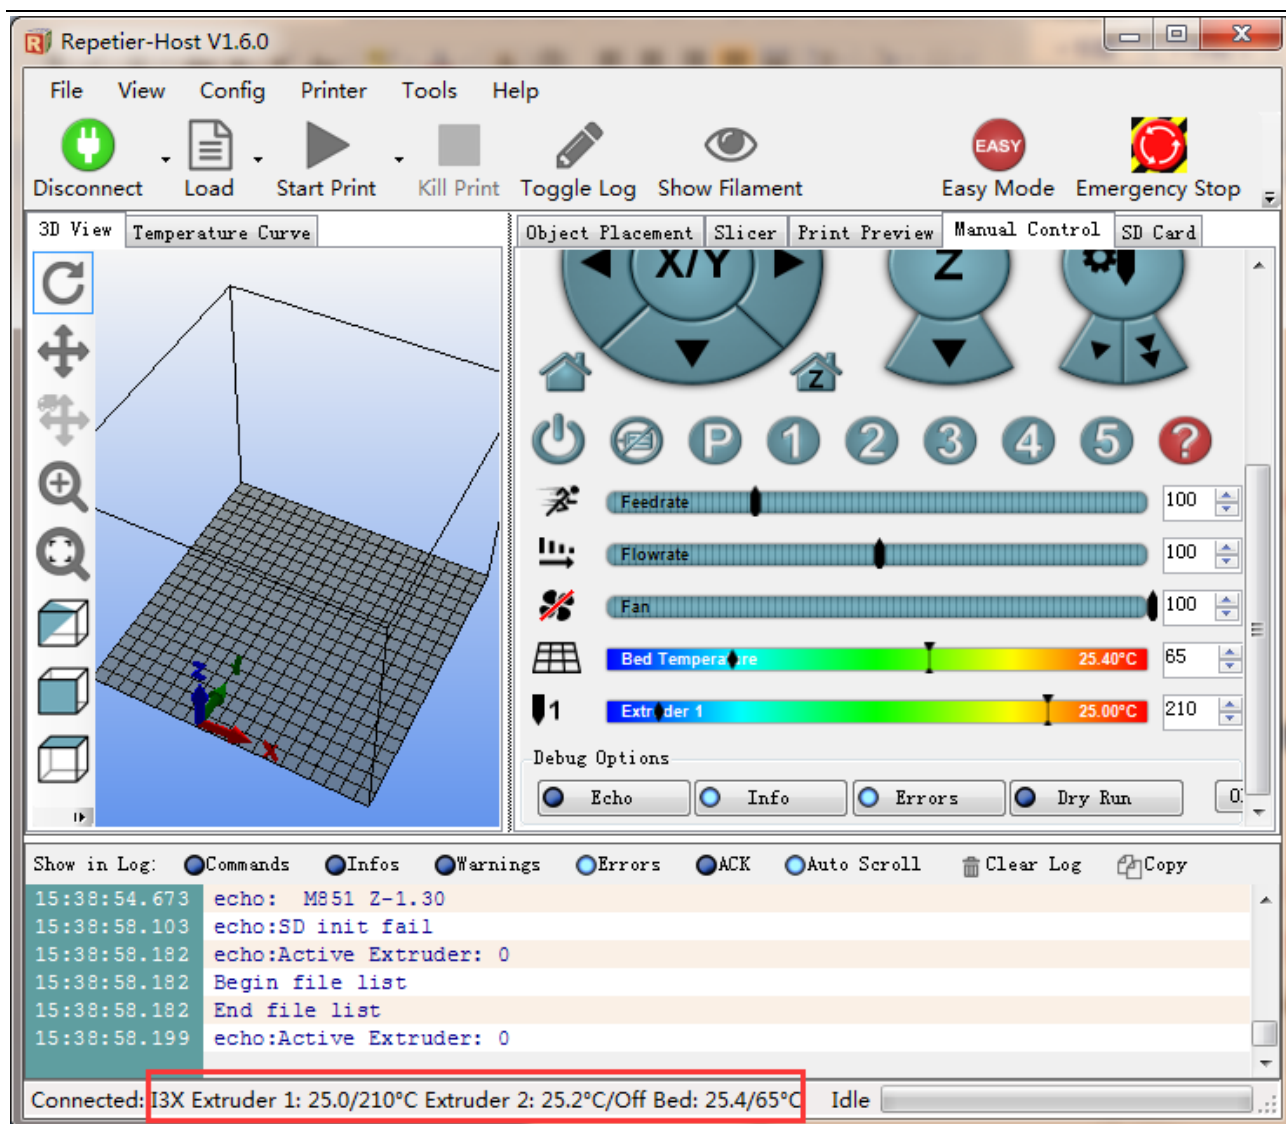 Repetier-Host V1.6.0
File View Config Printer Tools Help
EASY
Disconnect Load Start Print Kill Print Toggle Log Show Filament Easy Mode Emergency Stop
3D View Temperature Curve Object Placement Slicer Print Preview Manual Control SD Card
X/Y Z
Z
P 1 2 3 4 5 ?
Feedrate 100
Flowrate 100
Fan 100
Bed Temperature 25.40°C 65
1 Extruder 1 25.00°C 210
Debug Options
Echo Info Errors Dry Run
Z Y X
Show in Log: Commands Infos Warnings Errors ACK Auto Scroll Clear Log Copy
15:38:54.673 echo: M851 Z-1.30
15:38:58.103 echo:SD init fail
15:38:58.182 echo:Active Extruder: 0
15:38:58.182 Begin file list
15:38:58.182 End file list
15:38:58.199 echo:Active Extruder: 0
Connected: I3X Extruder 1: 25.0/210°C Extruder 2: 25.2°C/Off Bed: 25.4/65°C Idle